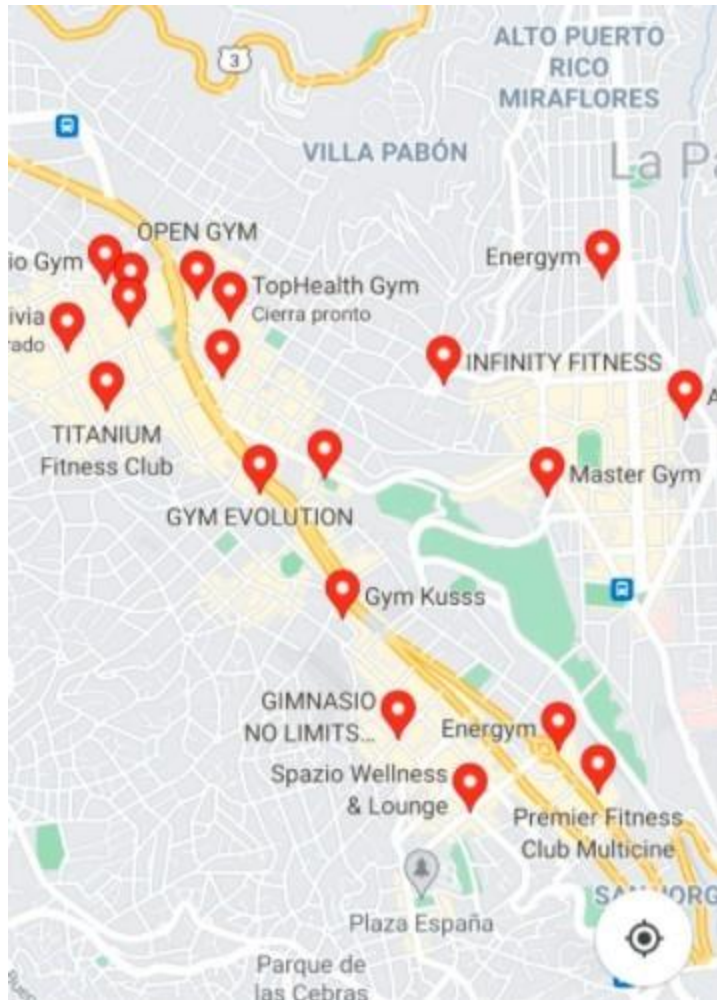 ALTO PUERTO
RICO
MIRAFLORES
3
VILLA PABÓN
La Pa
OPEN GYM
io Gym
Energym
TopHealth Gym
Cierra pronto
ivia
rado
INFINITY FITNESS
A
TITANIUM
Fitness Club
Master Gym
GYM EVOLUTION
Gym Kusss
GIMNASIO
NO LIMITS...
Energym
Spazio Wellness
& Lounge
Premier Fitness
Club Multicine
Plaza España
Parque de
las Cebras